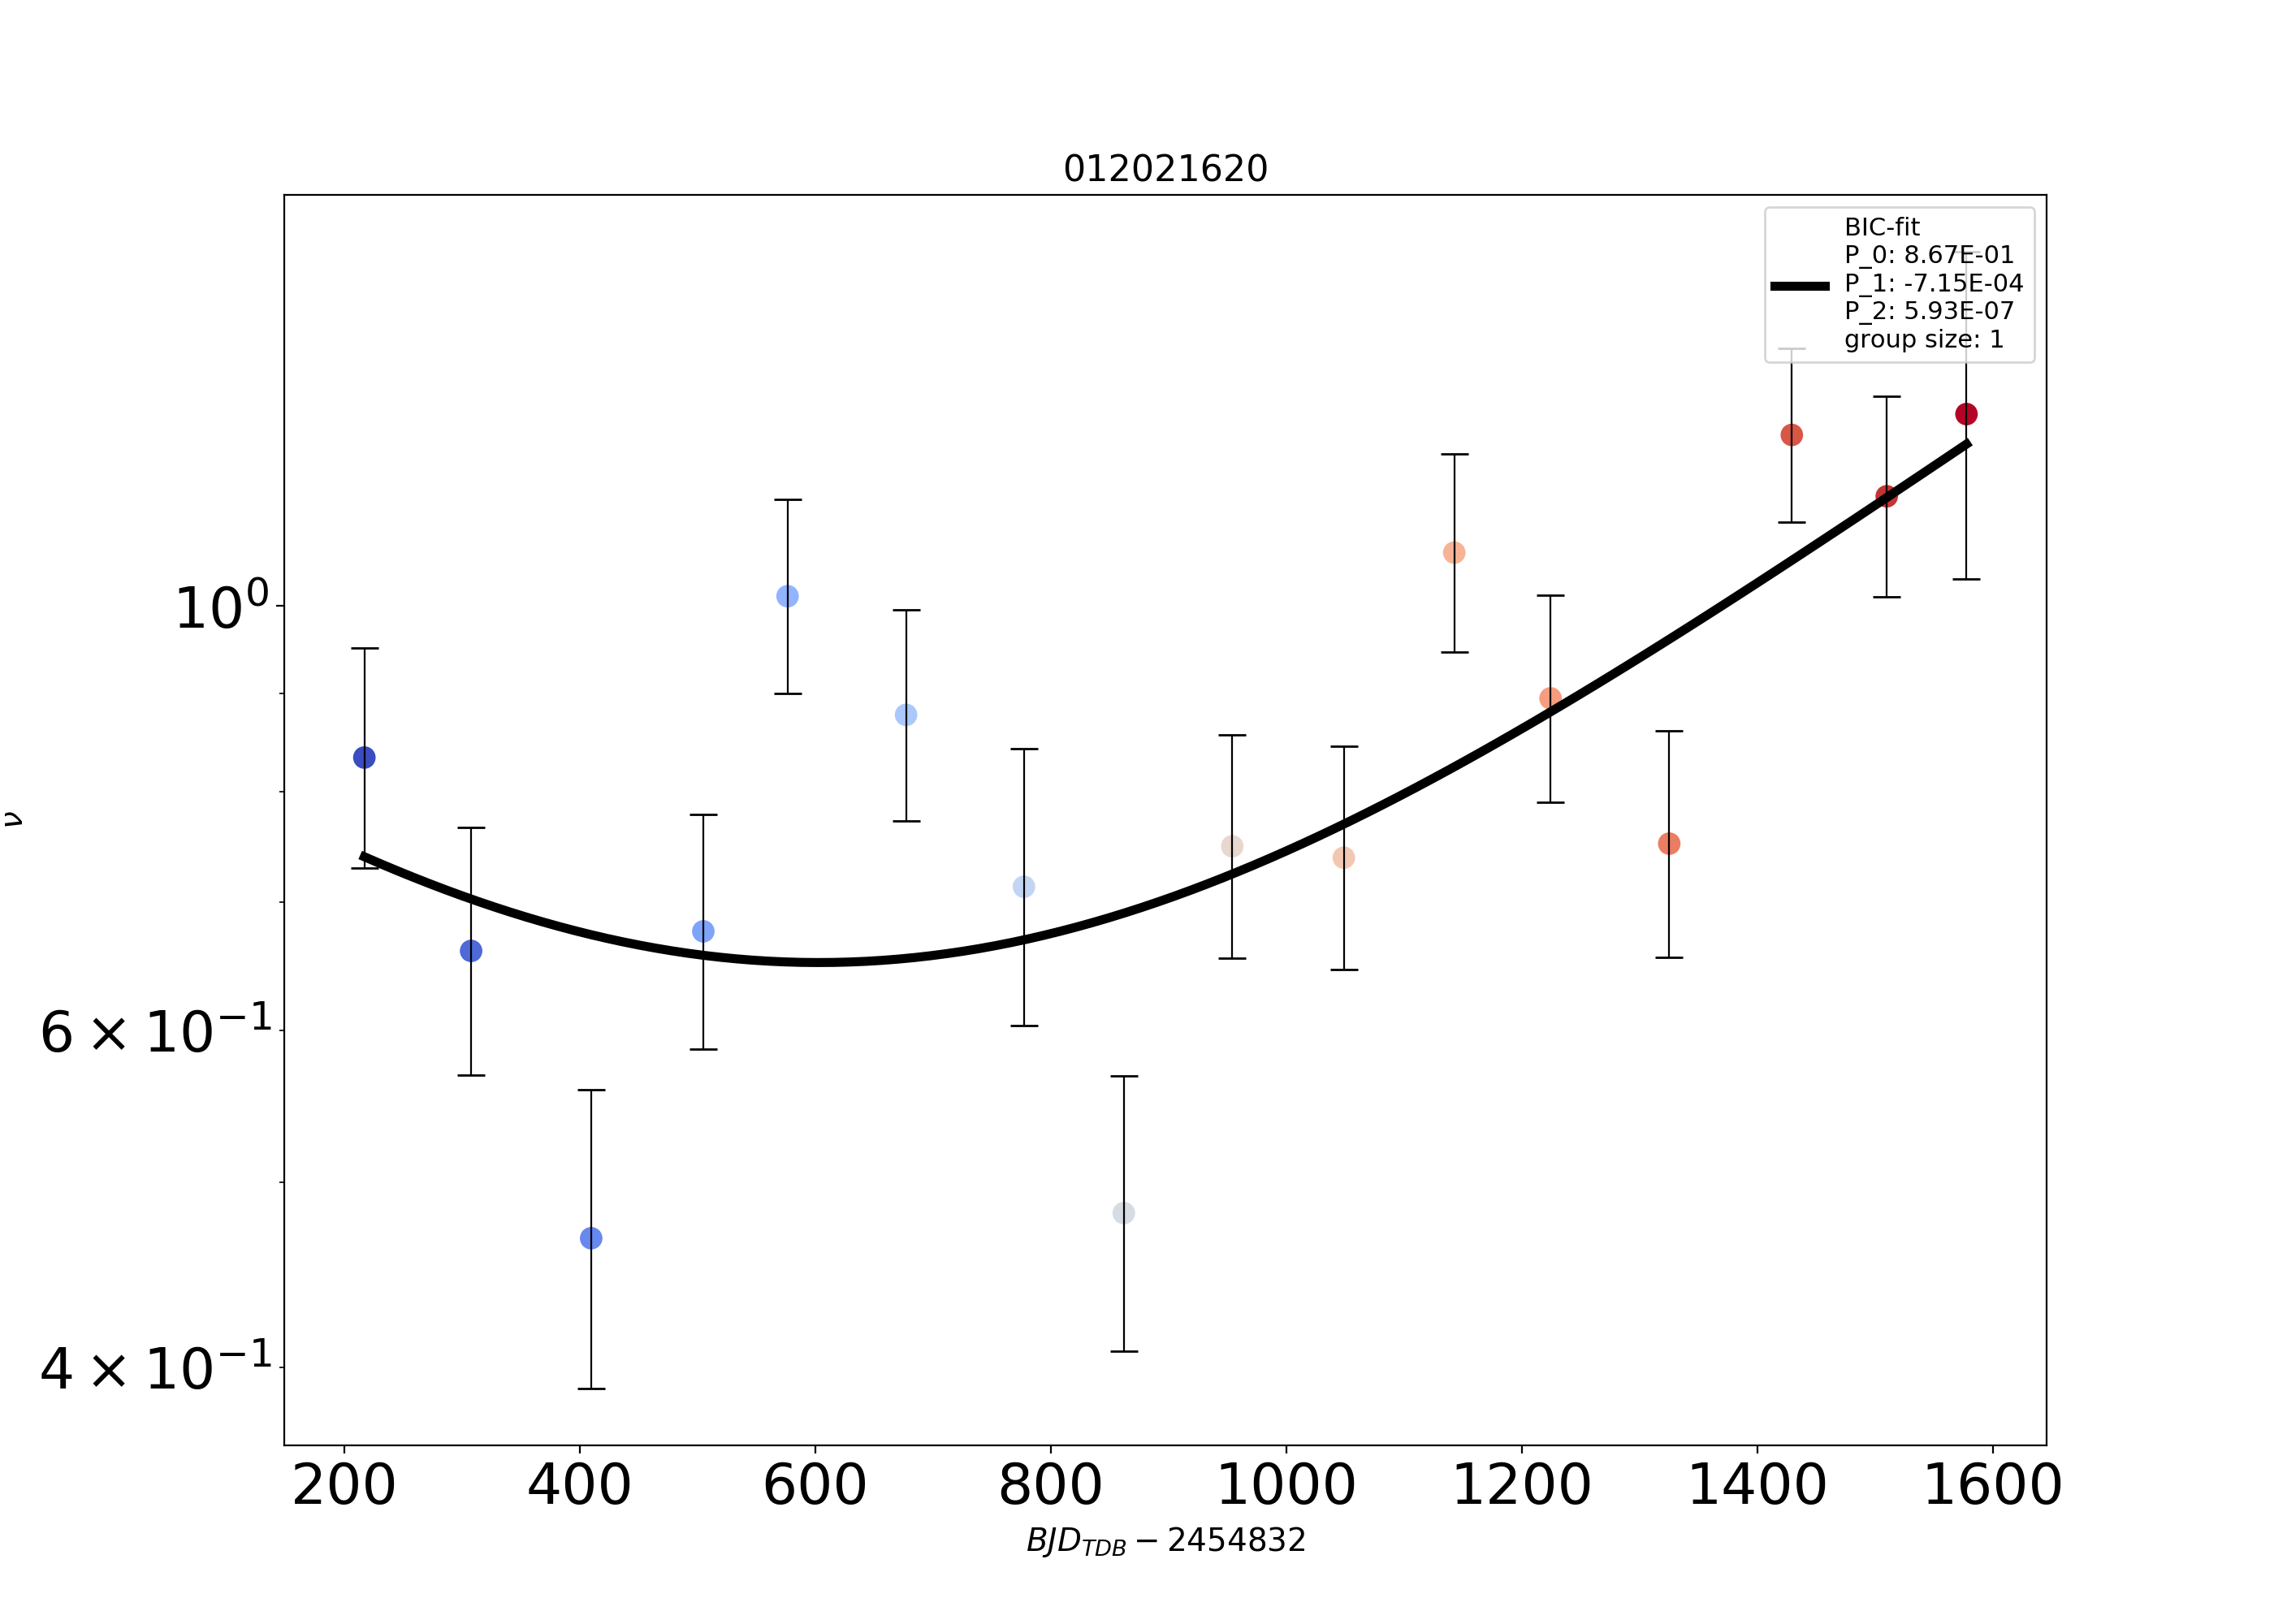 012021620
BIC-fit
P_0: 8.67E-01
P_1: -7.15E-04
P_2: 5.93E-07
group size: 1
10⁰
6 × 10⁻¹
4 × 10⁻¹
ν
200 400 600 800 1000 1200 1400 1600
BJD_TDB − 2454832